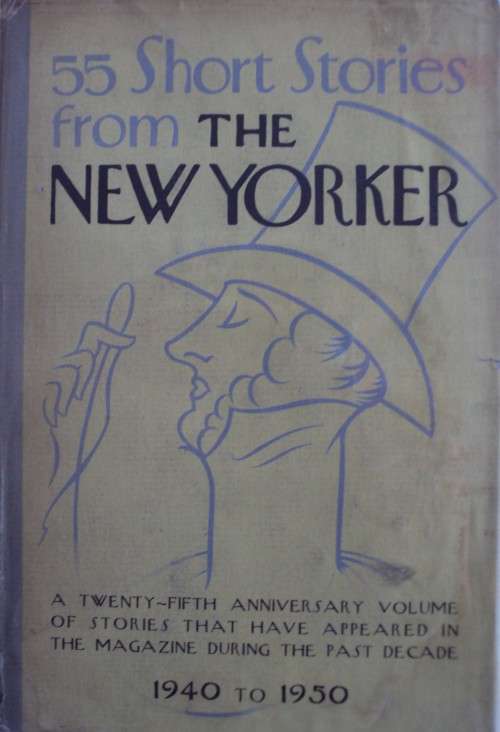 55 Short Stories
from THE
NEW YORKER
A TWENTY-FIFTH ANNIVERSARY VOLUME
OF STORIES THAT HAVE APPEARED IN
THE MAGAZINE DURING THE PAST DECADE
1940 TO 1950